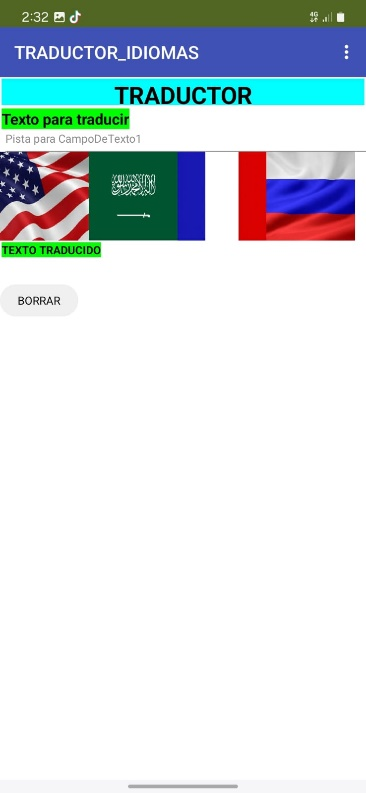 2:32
4G
TRADUCTOR_IDIOMAS
TRADUCTOR
Texto para traducir
Pista para CampoDeTexto1
TEXTO TRADUCIDO
BORRAR